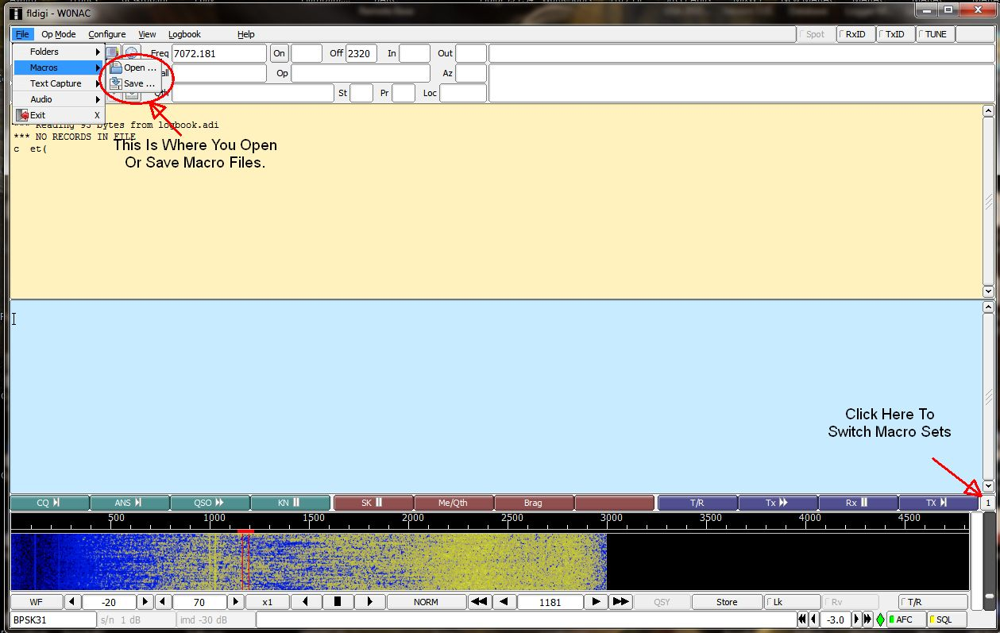 fldigi - W0NAC
File Op Mode Configure View Logbook Help Spot RxID TxID TUNE
Folders
Macros
Text Capture
Audio
Exit X
Open ...
Save ...
Freq 7072.181 On Off 2320 In Out
all Op Az
Qth St Pr Loc
*** Reading 93 bytes from logbook.adi
*** NO RECORDS IN FILE
c et(
This Is Where You Open
Or Save Macro Files.
Click Here To
Switch Macro Sets
CQ ANS QSO KN SK Me/Qth Brag T/R Tx Rx TX 1
500 1000 1500 2000 2500 3000 3500 4000 4500
WF -20 70 x1 NORM 1181 QSY Store Lk Rv T/R
BPSK31 s/n 1 dB imd -30 dB -3.0 AFC SQL